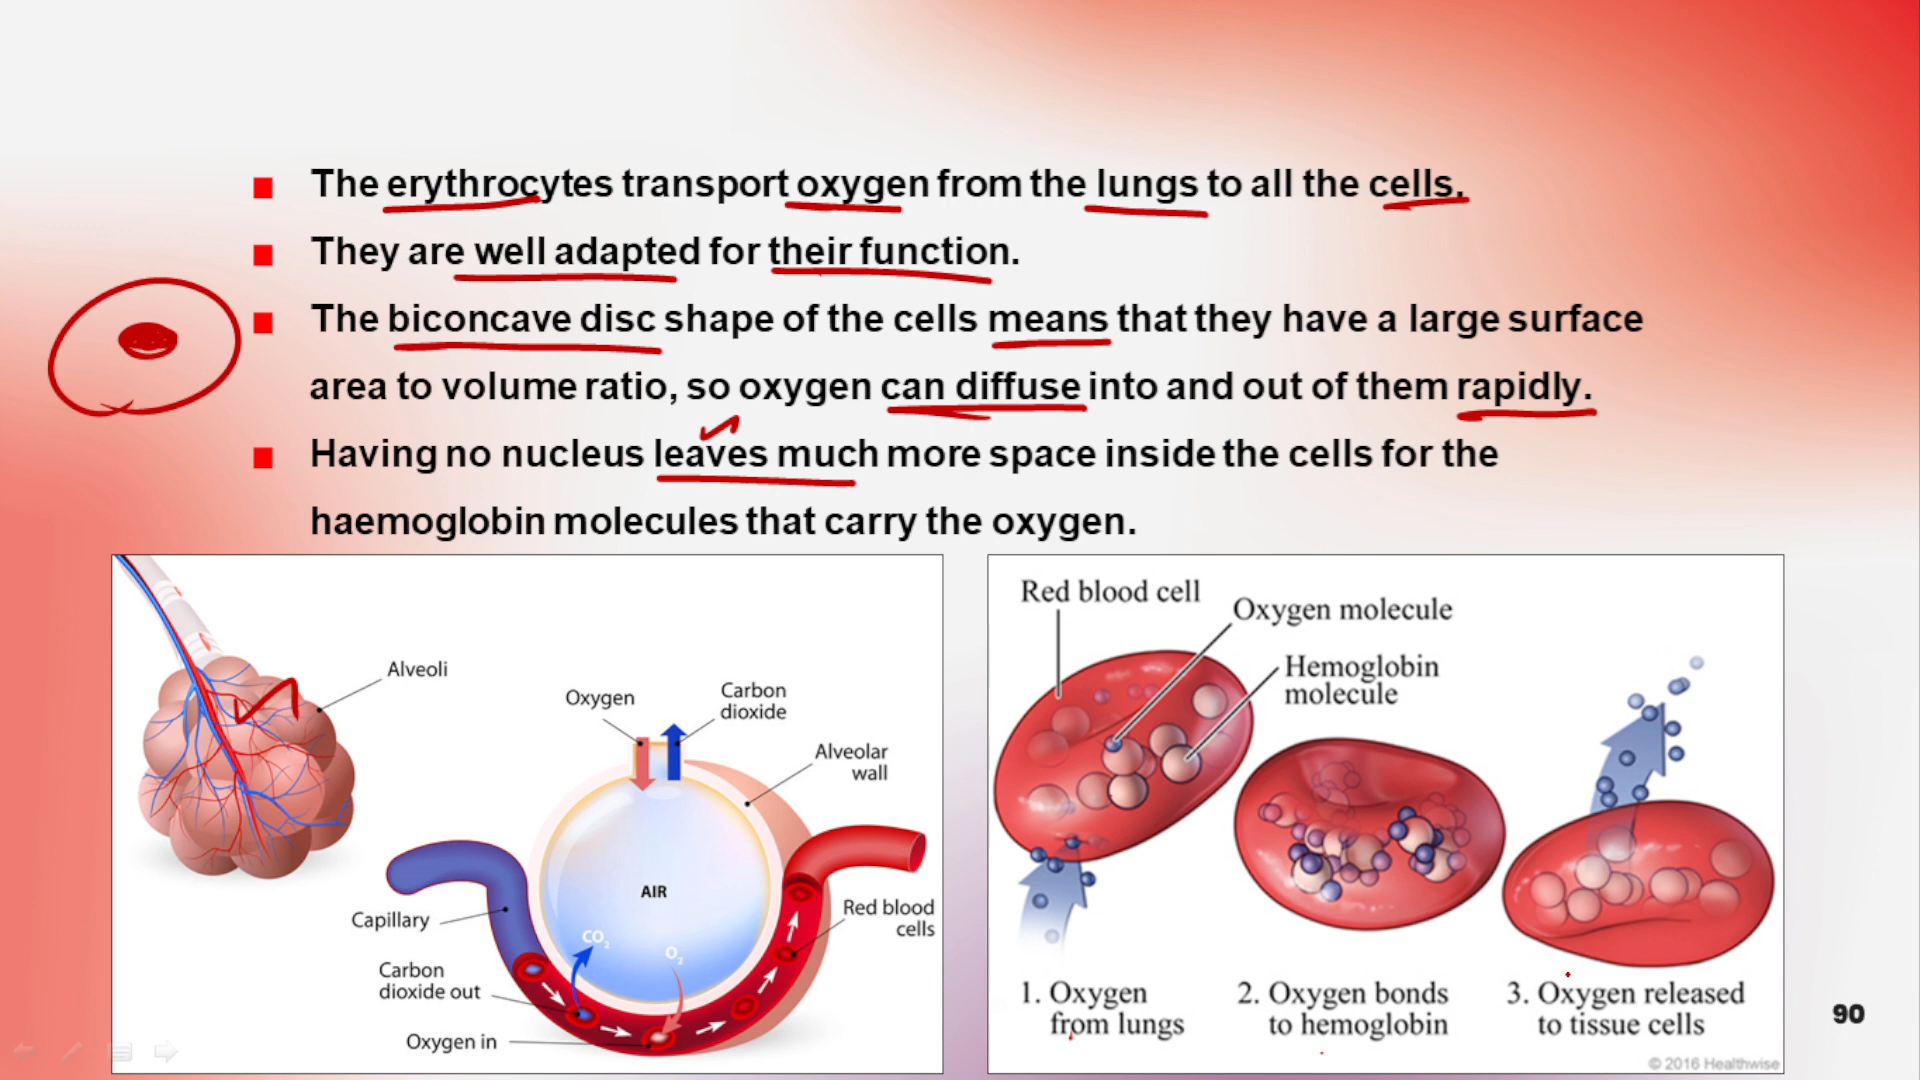 The erythrocytes transport oxygen from the lungs to all the cells.
They are well adapted for their function.
The biconcave disc shape of the cells means that they have a large surface
area to volume ratio, so oxygen can diffuse into and out of them rapidly.
Having no nucleus leaves much more space inside the cells for the
haemoglobin molecules that carry the oxygen.
Alveoli
Oxygen
Carbon
dioxide
Alveolar
wall
AIR
CO2
O2
Capillary
Red blood
cells
Carbon
dioxide out
Oxygen in
Red blood cell
Oxygen molecule
Hemoglobin
molecule
1. Oxygen
from lungs
2. Oxygen bonds
to hemoglobin
3. Oxygen released
to tissue cells
© 2016 Healthwise
90